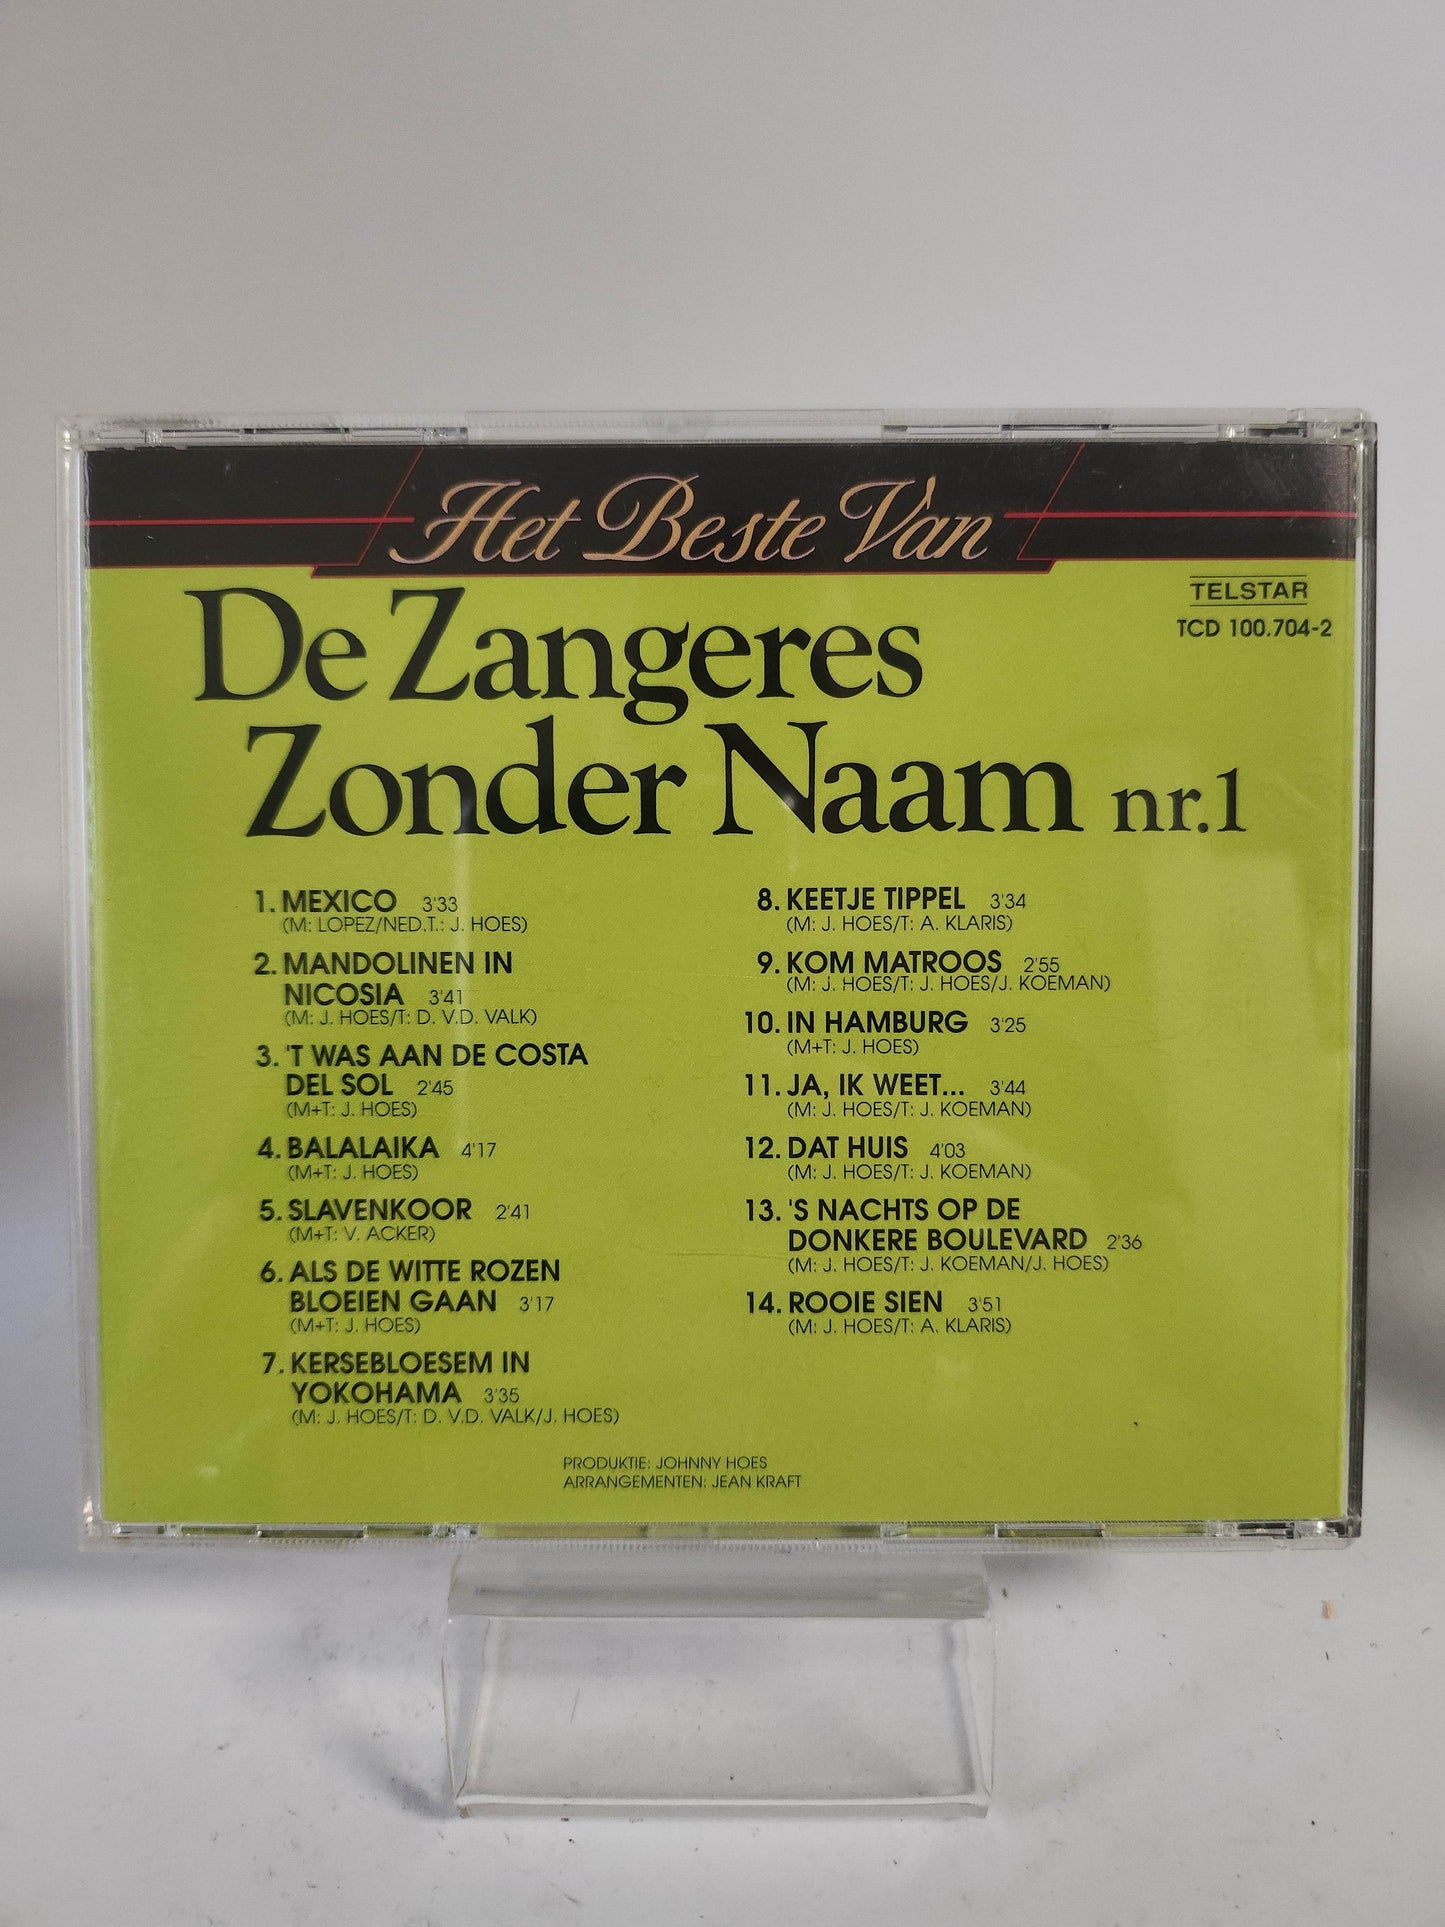 Het Beste Van
TELSTAR
TCD 100.704-2
De Zangeres
Zonder Naam nr.1
1. MEXICO 3'33
(M: LOPEZ/NED.T.: J. HOES)
2. MANDOLINEN IN
NICOSIA 3'41
(M: J. HOES/T: D. V.D. VALK)
3. 'T WAS AAN DE COSTA
DEL SOL 2'45
(M+T: J. HOES)
4. BALALAIKA 4'17
(M+T: J. HOES)
5. SLAVENKOOR 2'41
(M+T: V. ACKER)
6. ALS DE WITTE ROZEN
BLOEIEN GAAN 3'17
(M+T: J. HOES)
7. KERSEBLOESEM IN
YOKOHAMA 3'35
(M: J. HOES/T: D. V.D. VALK/J. HOES)
8. KEETJE TIPPEL 3'34
(M: J. HOES/T: A. KLARIS)
9. KOM MATROOS 2'55
(M: J. HOES/T: J. HOES/J. KOEMAN)
10. IN HAMBURG 3'25
(M+T: J. HOES)
11. JA, IK WEET... 3'44
(M: J. HOES/T: J. KOEMAN)
12. DAT HUIS 4'03
(M: J. HOES/T: J. KOEMAN)
13. 'S NACHTS OP DE
DONKERE BOULEVARD 2'36
(M: J. HOES/T: J. KOEMAN/J. HOES)
14. ROOIE SIEN 3'51
(M: J. HOES/T: A. KLARIS)
PRODUKTIE: JOHNNY HOES
ARRANGEMENTEN: JEAN KRAFT